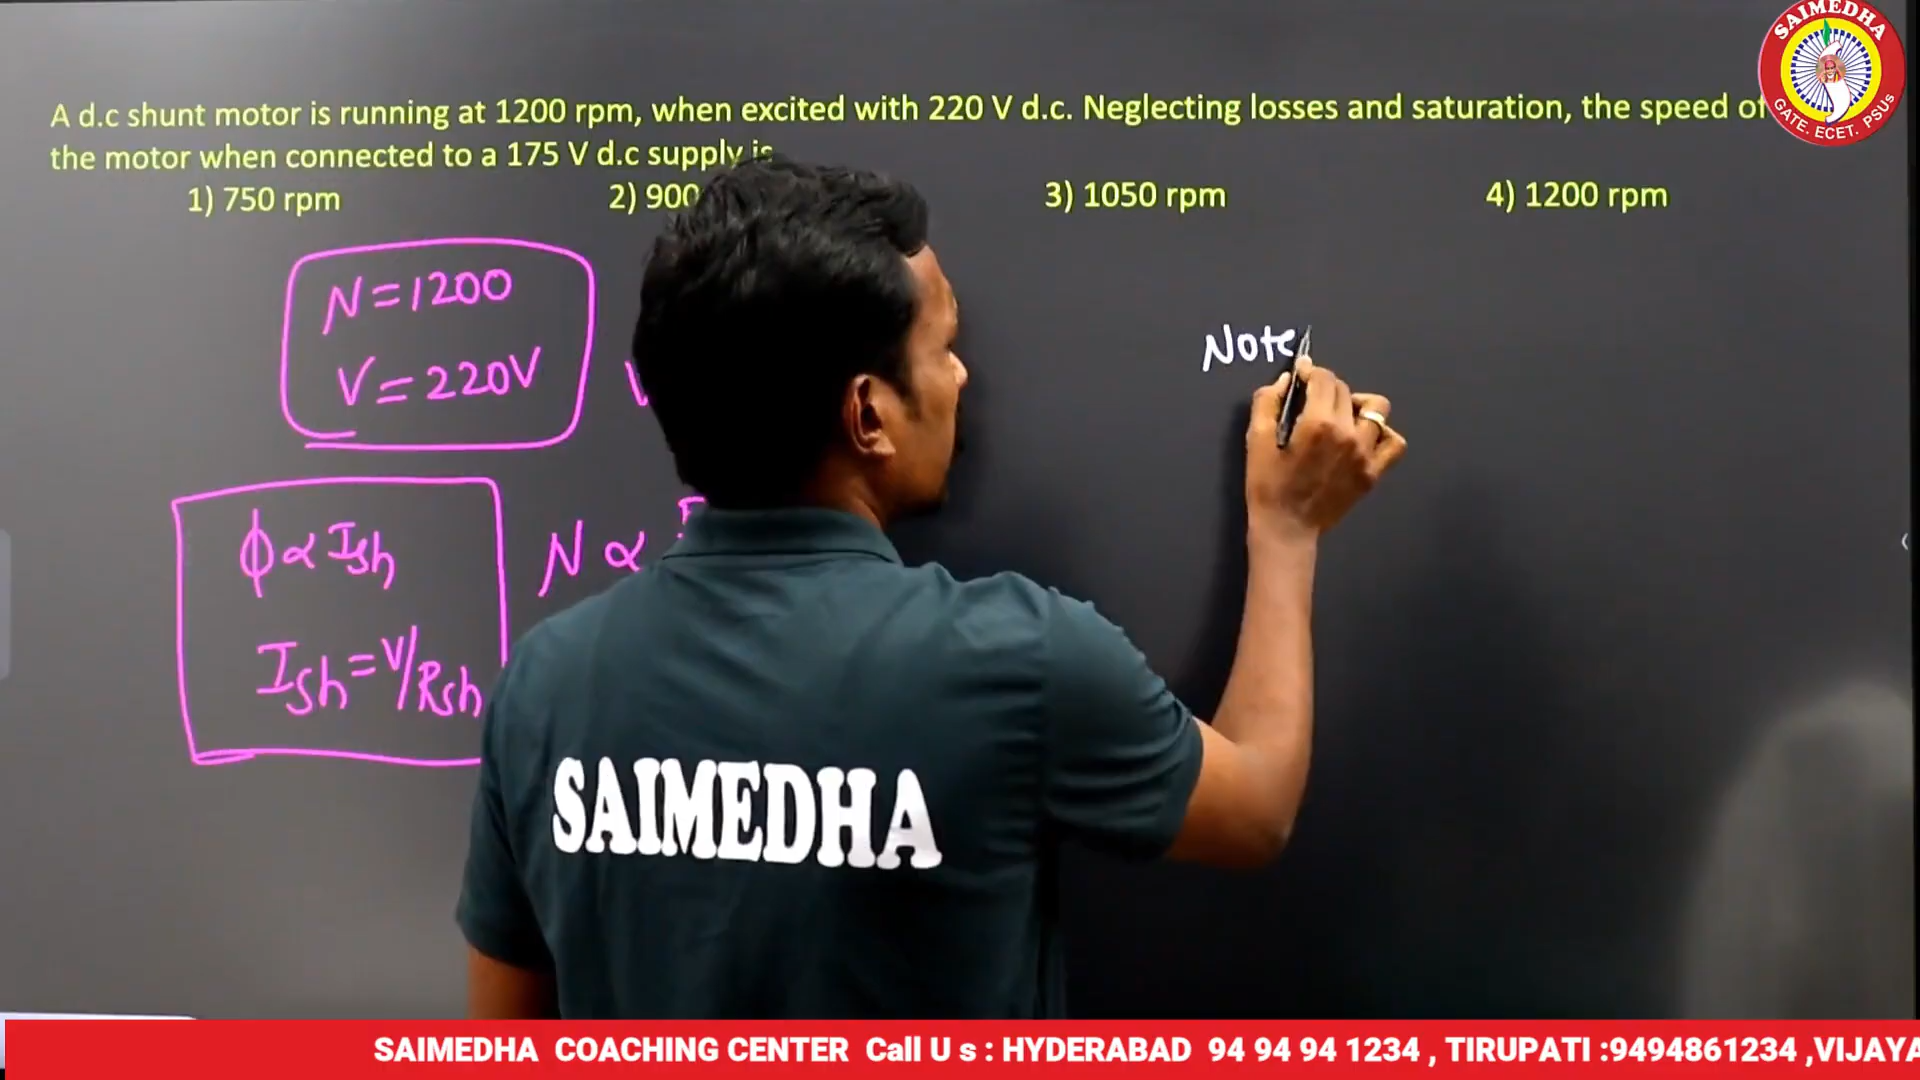 A d.c shunt motor is running at 1200 rpm, when excited with 220 V d.c. Neglecting losses and saturation, the speed of
the motor when connected to a 175 V d.c supply is
1) 750 rpm 2) 900 3) 1050 rpm 4) 1200 rpm
N=1200
V=220V
Note
ϕ∝Ish
N ∝
Ish=V/Rsh
SAIMEDHA
SAIMEDHA
GATE. ECET. PSUs
SAIMEDHA COACHING CENTER Call U s : HYDERABAD 94 94 94 1234 , TIRUPATI :9494861234 ,VIJAYA